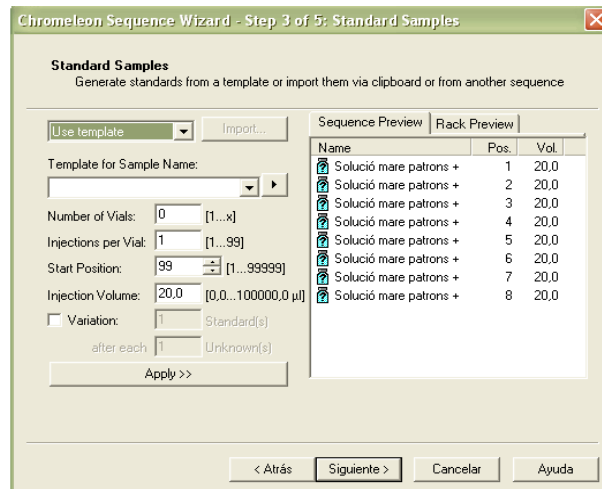 Chromeleon Sequence Wizard - Step 3 of 5: Standard Samples
Standard Samples
Generate standards from a template or import them via clipboard or from another sequence
Use template
Import...
Template for Sample Name:
Number of Vials: 0 [1...x]
Injections per Vial: 1 [1...99]
Start Position: 99 [1...99999]
Injection Volume: 20,0 [0,0...100000,0 µl]
Variation: 1 Standard(s)
after each 1 Unknown(s)
Apply >>
Sequence Preview Rack Preview
Name Pos. Vol.
Solució mare patrons + 1 20,0
Solució mare patrons + 2 20,0
Solució mare patrons + 3 20,0
Solució mare patrons + 4 20,0
Solució mare patrons + 5 20,0
Solució mare patrons + 6 20,0
Solució mare patrons + 7 20,0
Solució mare patrons + 8 20,0
< Atrás Siguiente > Cancelar Ayuda